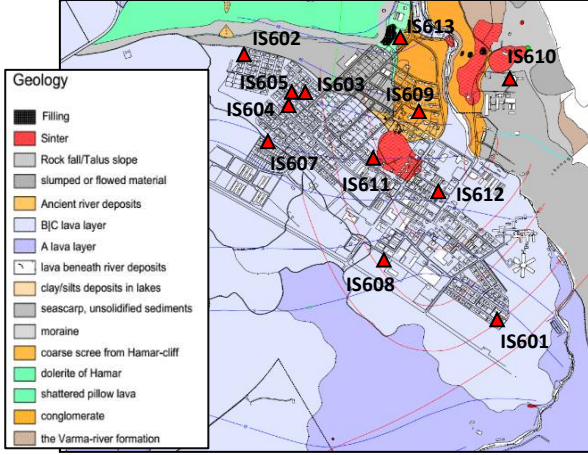 IS613
IS602
IS610
Geology
IS605
IS603
IS609
IS604
Filling
Sinter
Rock fall/Talus slope
IS607
IS611
slumped or flowed material
IS612
Ancient river deposits
B|C lava layer
A lava layer
lava beneath river deposits
IS608
clay/silts deposits in lakes
seascarp, unsolidified sediments
IS601
moraine
coarse scree from Hamar-cliff
dolerite of Hamar
shattered pillow lava
conglomerate
the Varma-river formation